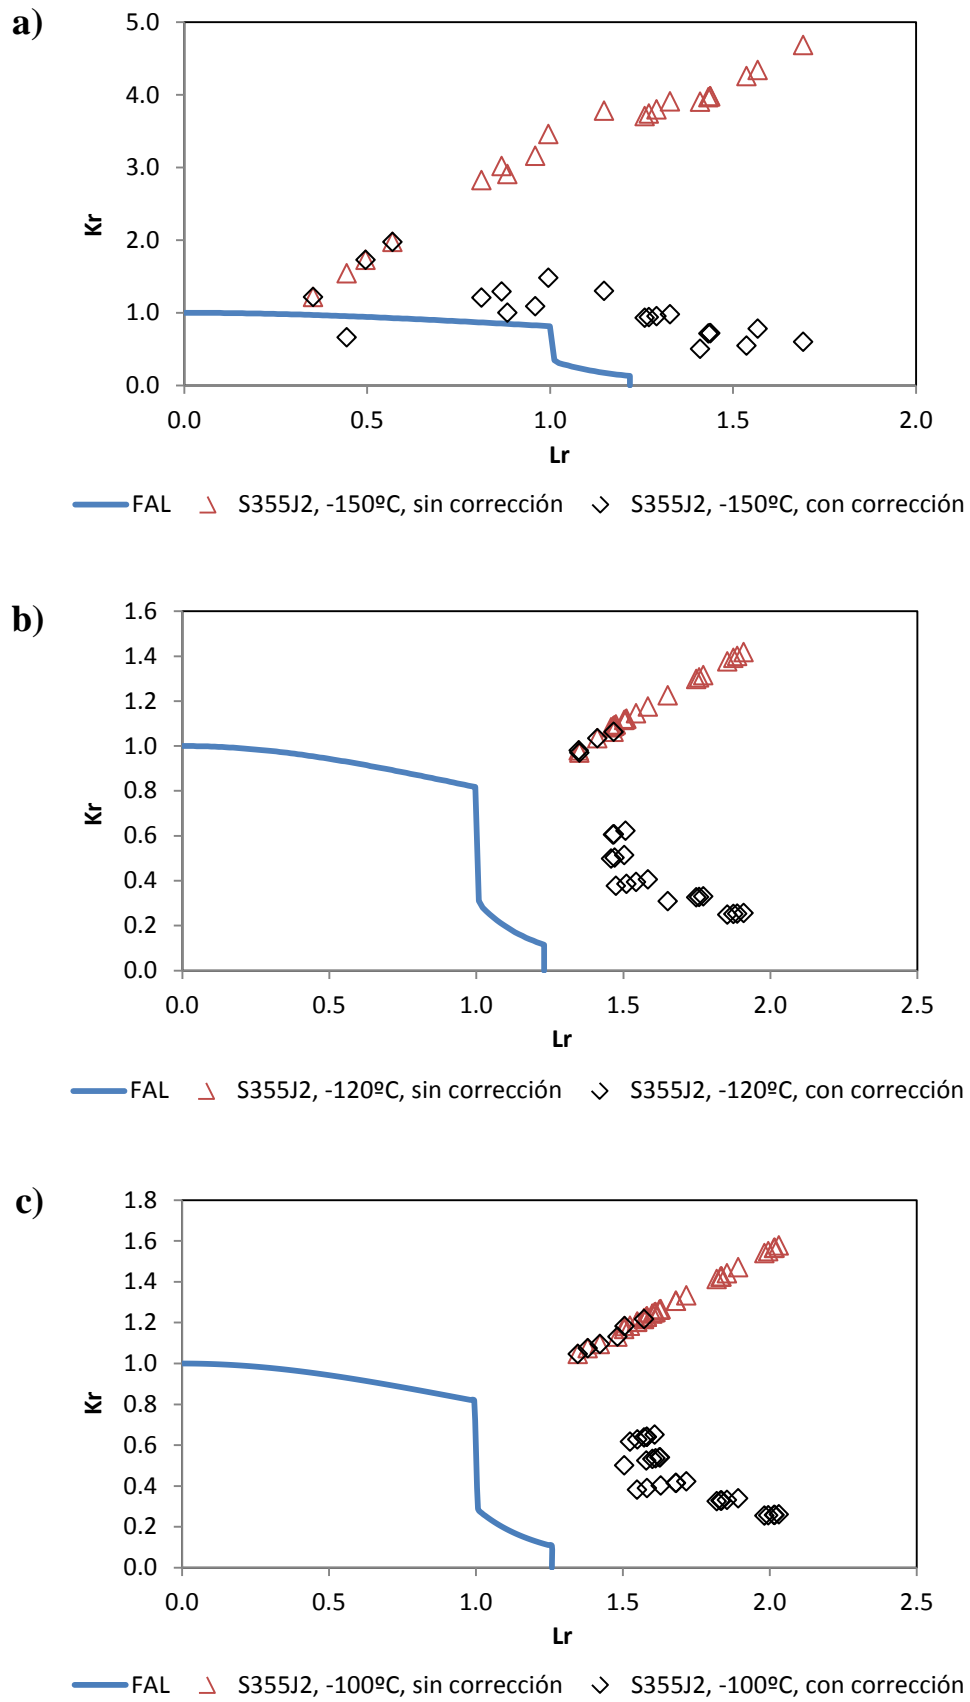 a)
5.0
4.0
3.0
2.0
1.0
0.0
Kr
0.0 0.5 1.0 1.5 2.0
Lr
FAL S355J2, -150ºC, sin corrección S355J2, -150ºC, con corrección
b)
1.6
1.4
1.2
1.0
0.8
0.6
0.4
0.2
0.0
Kr
0.0 0.5 1.0 1.5 2.0 2.5
Lr
FAL S355J2, -120ºC, sin corrección S355J2, -120ºC, con corrección
c)
1.8
1.6
1.4
1.2
1.0
0.8
0.6
0.4
0.2
0.0
Kr
0.0 0.5 1.0 1.5 2.0 2.5
Lr
FAL S355J2, -100ºC, sin corrección S355J2, -100ºC, con corrección